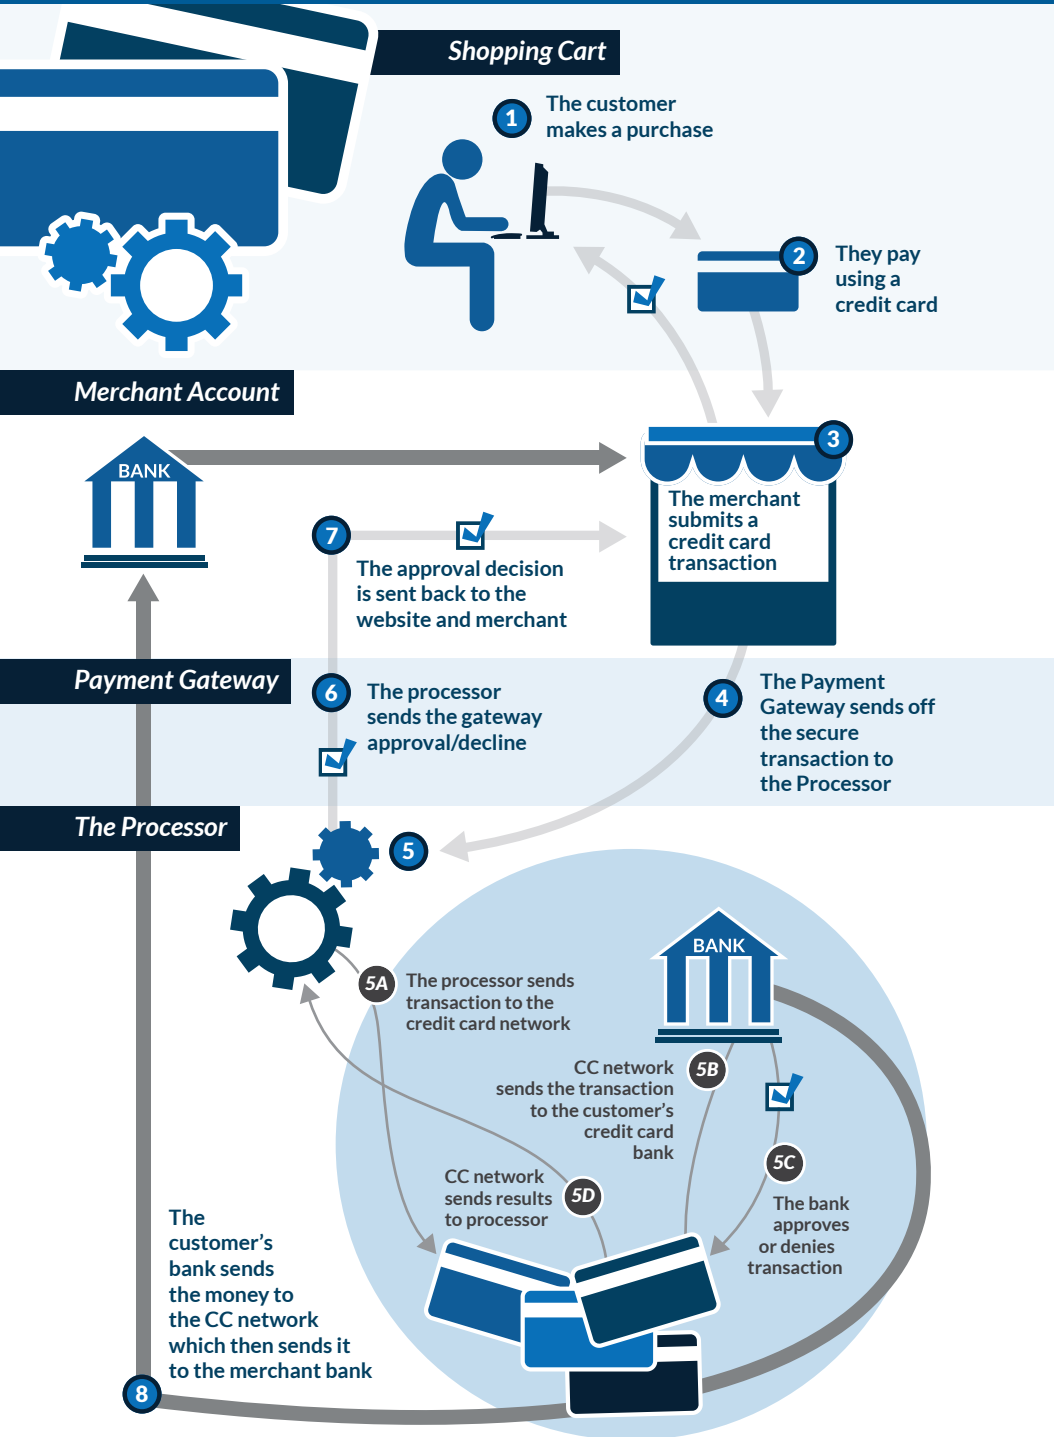 Shopping Cart
1
The customer
makes a purchase
2
They pay
using a
credit card
Merchant Account
BANK
3
The merchant
submits a
credit card
transaction
7
The approval decision
is sent back to the
website and merchant
Payment Gateway
6
The processor
sends the gateway
approval/decline
4
The Payment
Gateway sends off
the secure
transaction to
the Processor
The Processor
5
BANK
5A
The processor sends
transaction to the
credit card network
5B
CC network
sends the transaction
to the customer's
credit card
bank
5C
The bank
approves
or denies
transaction
5D
CC network
sends results
to processor
The
customer's
bank sends
the money to
the CC network
which then sends it
to the merchant bank
8